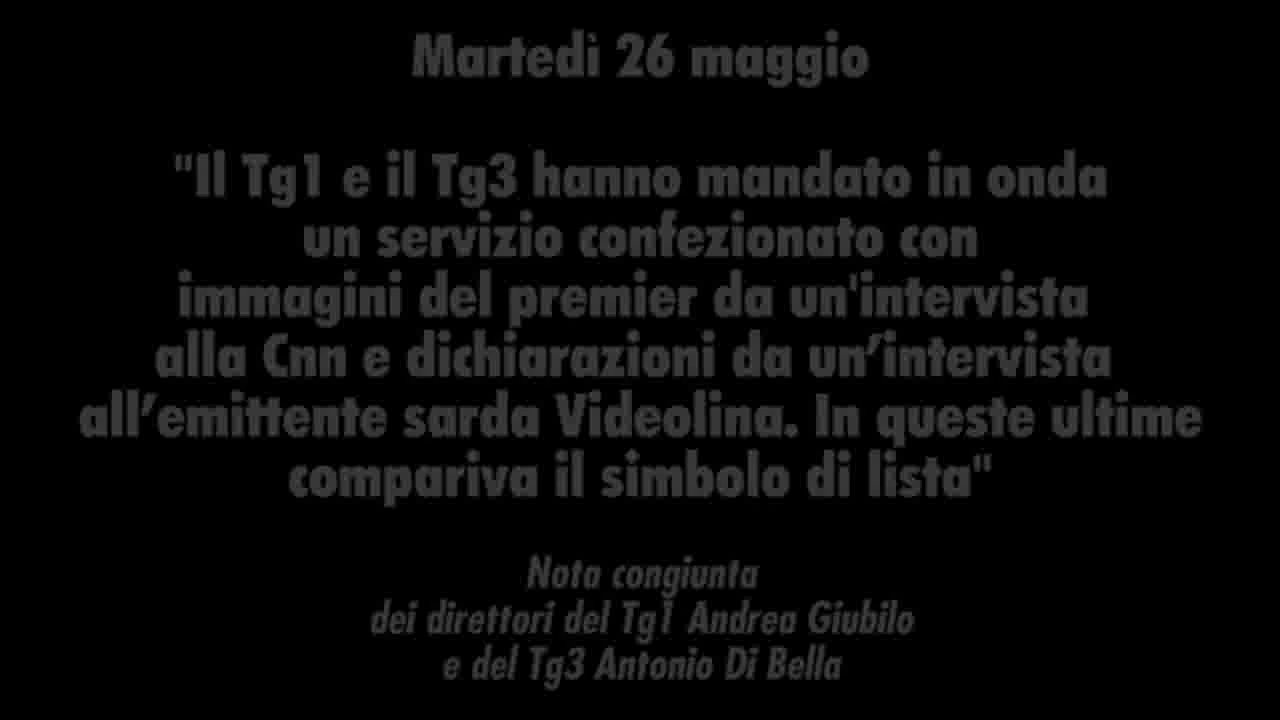 Martedì 26 maggio
"Il Tg1 e il Tg3 hanno mandato in onda
un servizio confezionato con
immagini del premier da un'intervista
alla Cnn e dichiarazioni da un’intervista
all’emittente sarda Videolina. In queste ultime
compariva il simbolo di lista"
Nota congiunta
dei direttori del Tg1 Andrea Giubilo
e del Tg3 Antonio Di Bella